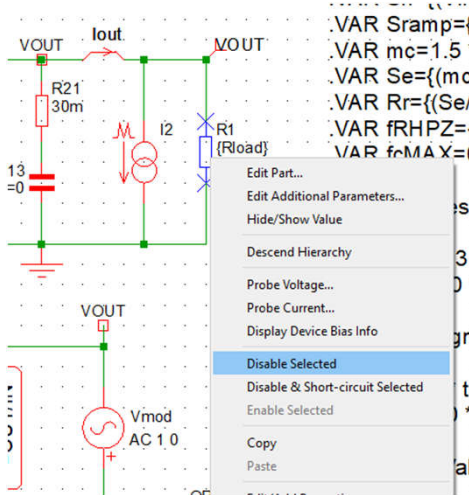 VOUT
Iout
VOUT
.VAR Sramp={
.VAR mc=1.5
.VAR Se={(mc
.VAR Rr={(Se/
.VAR fRHPZ=
.VAR fcMAX=
R21
30m
I2
R1
{Rload}
13
=0
Edit Part...
Edit Additional Parameters...
Hide/Show Value
Descend Hierarchy
Probe Voltage...
Probe Current...
Display Device Bias Info
Disable Selected
Disable & Short-circuit Selected
Enable Selected
Copy
Paste
VOUT
Vmod
AC 1 0